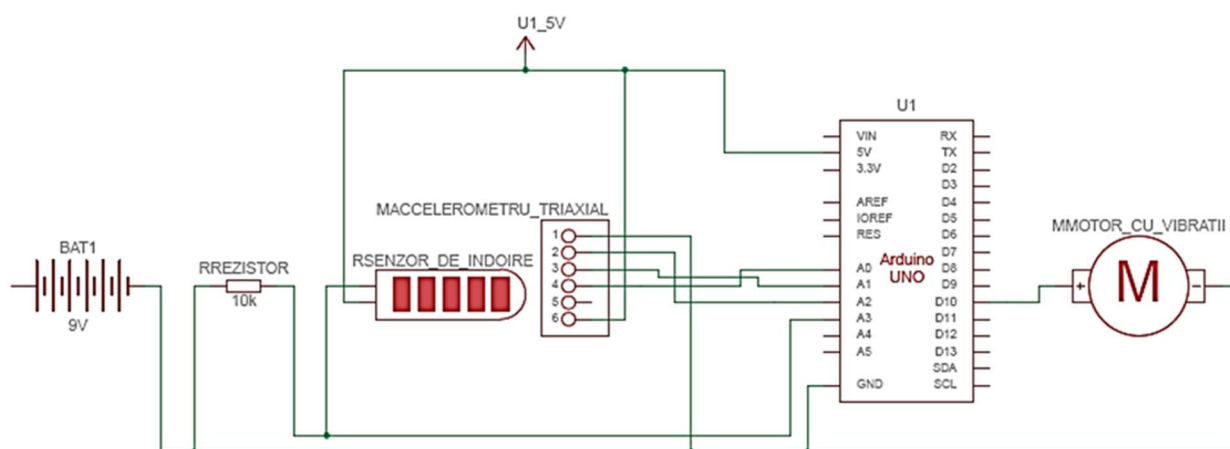 U1_5V
U1
VIN
5V
3.3V
AREF
IOREF
RES
A0
A1
A2
A3
A4
A5
GND
Arduino
UNO
RX
TX
D2
D3
D4
D5
D6
D7
D8
D9
D10
D11
D12
D13
SDA
SCL
MACCELEROMETRU_TRIAXIAL
1
2
3
4
5
6
MMOTOR_CU_VIBRATII
+
M
-
BAT1
9V
RREZISTOR
10k
RSENZOR_DE_INDOIRE